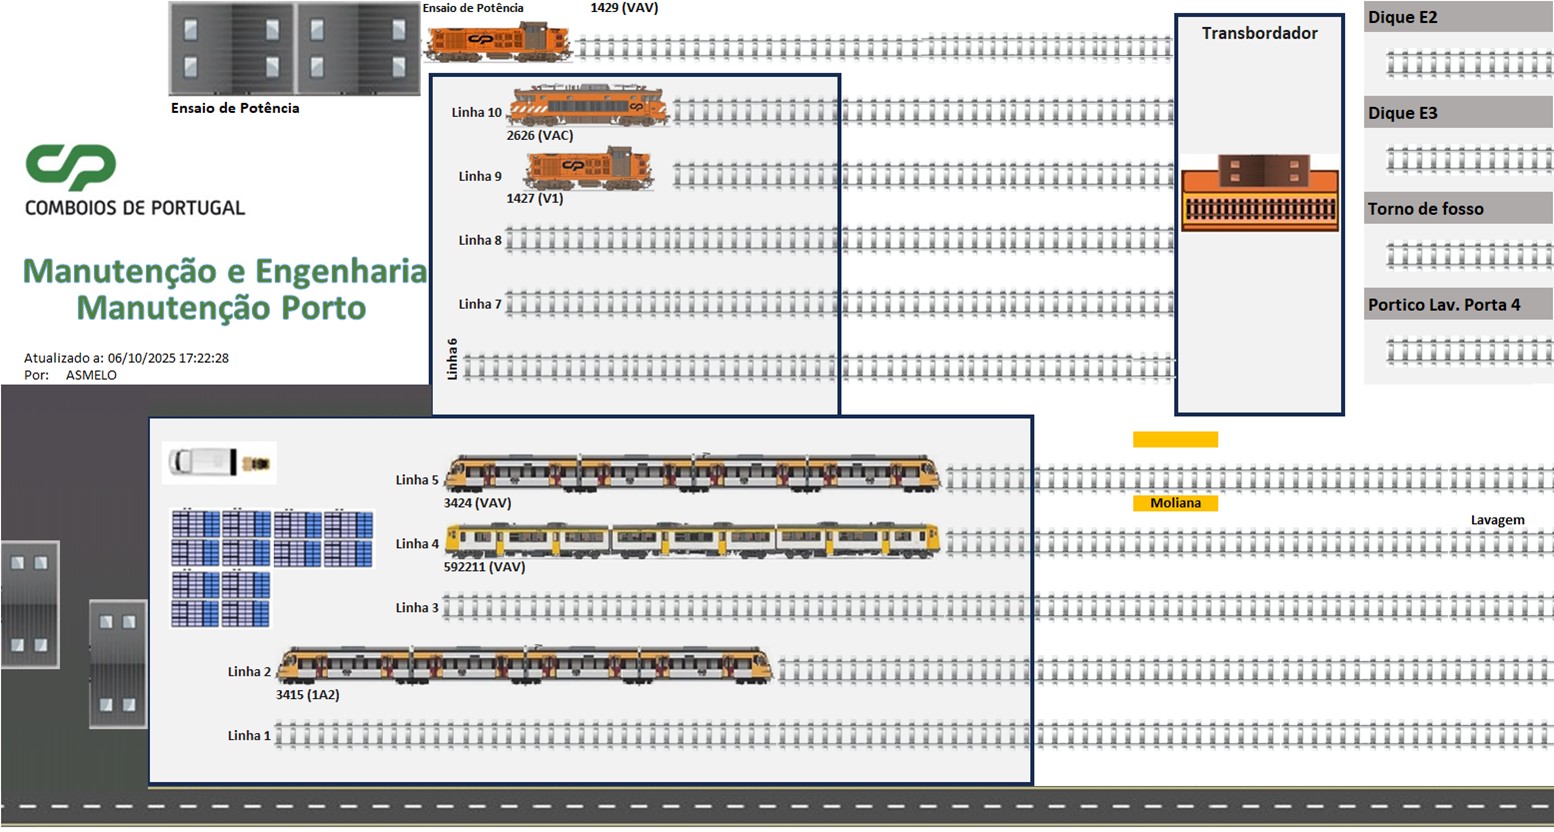 Ensaio de Potência
1429 (VAV)
Ensaio de Potência
Dique E2
Transbordador
Linha 10
2626 (VAC)
Dique E3
Linha 9
1427 (V1)
CP
COMBOIOS DE PORTUGAL
Torno de fosso
Linha 8
Manutenção e Engenharia
Manutenção Porto
Linha 7
Portico Lav. Porta 4
Atualizado a: 06/10/2025 17:22:28
Por: ASMELO
Linha 6
Linha 5
3424 (VAV)
Moliana
Lavagem
Linha 4
592211 (VAV)
Linha 3
Linha 2
3415 (1A2)
Linha 1